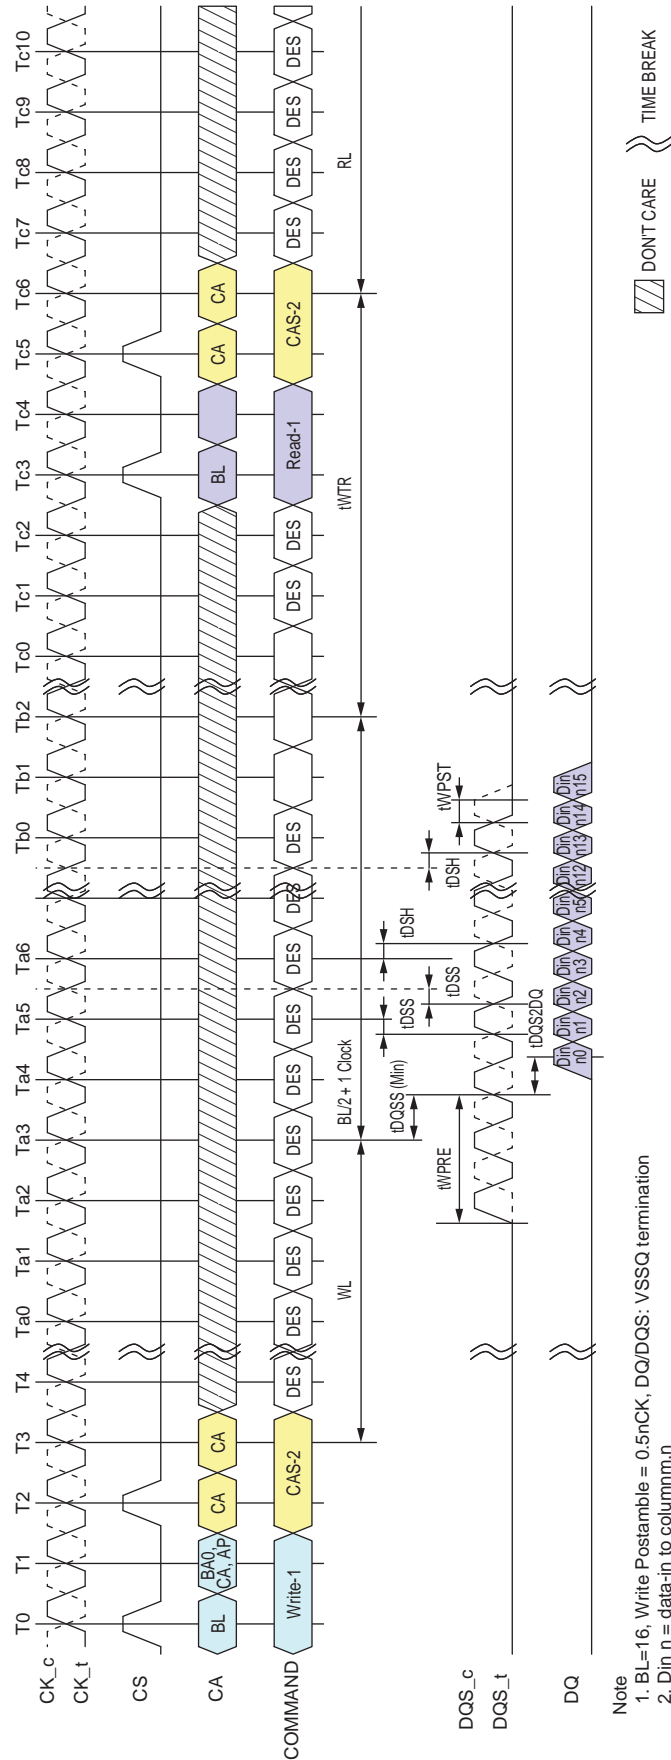 T0 T1 T2 T3 T4 Ta0 Ta1 Ta2 Ta3 Ta4 Ta5 Ta6 Tb0 Tb1 Tb2 Tc0 Tc1 Tc2 Tc3 Tc4 Tc5 Tc6 Tc7 Tc8 Tc9 Tc10
CK_c
CK_t
CS
CA
BL BA0, CA, AP CA CA BL CA CA
COMMAND
Write-1 CAS-2 DES DES DES DES DES DES DES DES DES DES DES DES Read-1 CAS-2 DES DES DES DES
WL BL/2 + 1 Clock tWTR RL
tDQSS (Min) tDSS tDSH
tWPRE tDSS tDSH tWPST
DQS_c
DQS_t
tDQS2DQ
DQ
Din n0 Din n1 Din n2 Din n3 Din n4 Din n5 Din n12 Din n13 Din n14 Din n15
DON'T CARE TIME BREAK
Note
1. BL=16, Write Postamble = 0.5nCK, DQ/DQS: VSSQ termination
2. Din n = data-in to columnm.n